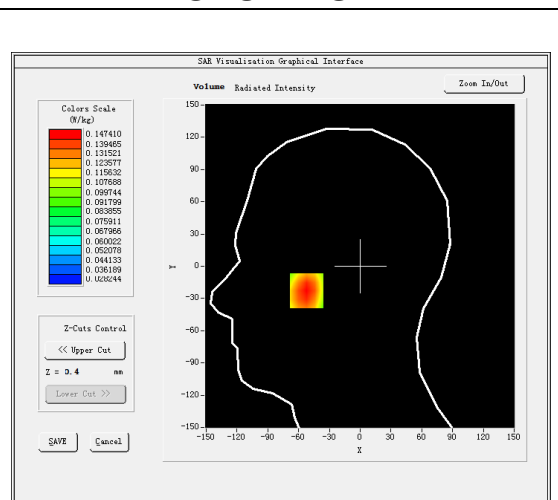 SAR Visualisation Graphical Interface
Volume Radiated Intensity
Zoom In/Out
Colors Scale
(W/kg)
0.147410
0.139465
0.131521
0.123577
0.115632
0.107688
0.099744
0.091799
0.083855
0.075911
0.067966
0.060022
0.052078
0.044133
0.036189
0.028244
Z-Cuts Control
<< Upper Cut
Z = 0.4 mm
Lower Cut >>
SAVE Cancel
150
120
90
60
30
Y 0
-30
-60
-90
-120
-150
-150 -120 -90 -60 -30 0 30 60 90 120 150
X